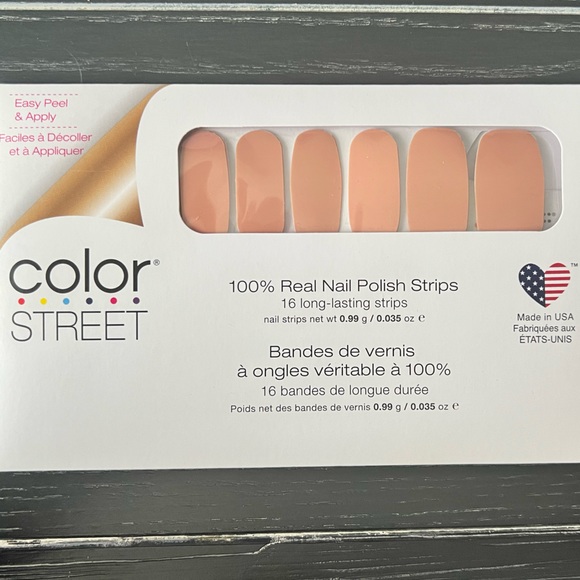 Easy Peel
& Apply
Faciles à Décoller
et à Appliquer
color®
STREET
100% Real Nail Polish Strips
16 long-lasting strips
nail strips net wt 0.99 g / 0.035 oz ℮
Bandes de vernis
à ongles véritable à 100%
16 bandes de longue durée
Poids net des bandes de vernis 0.99 g / 0.035 oz ℮
™
Made in USA
Fabriquées aux
ÉTATS-UNIS